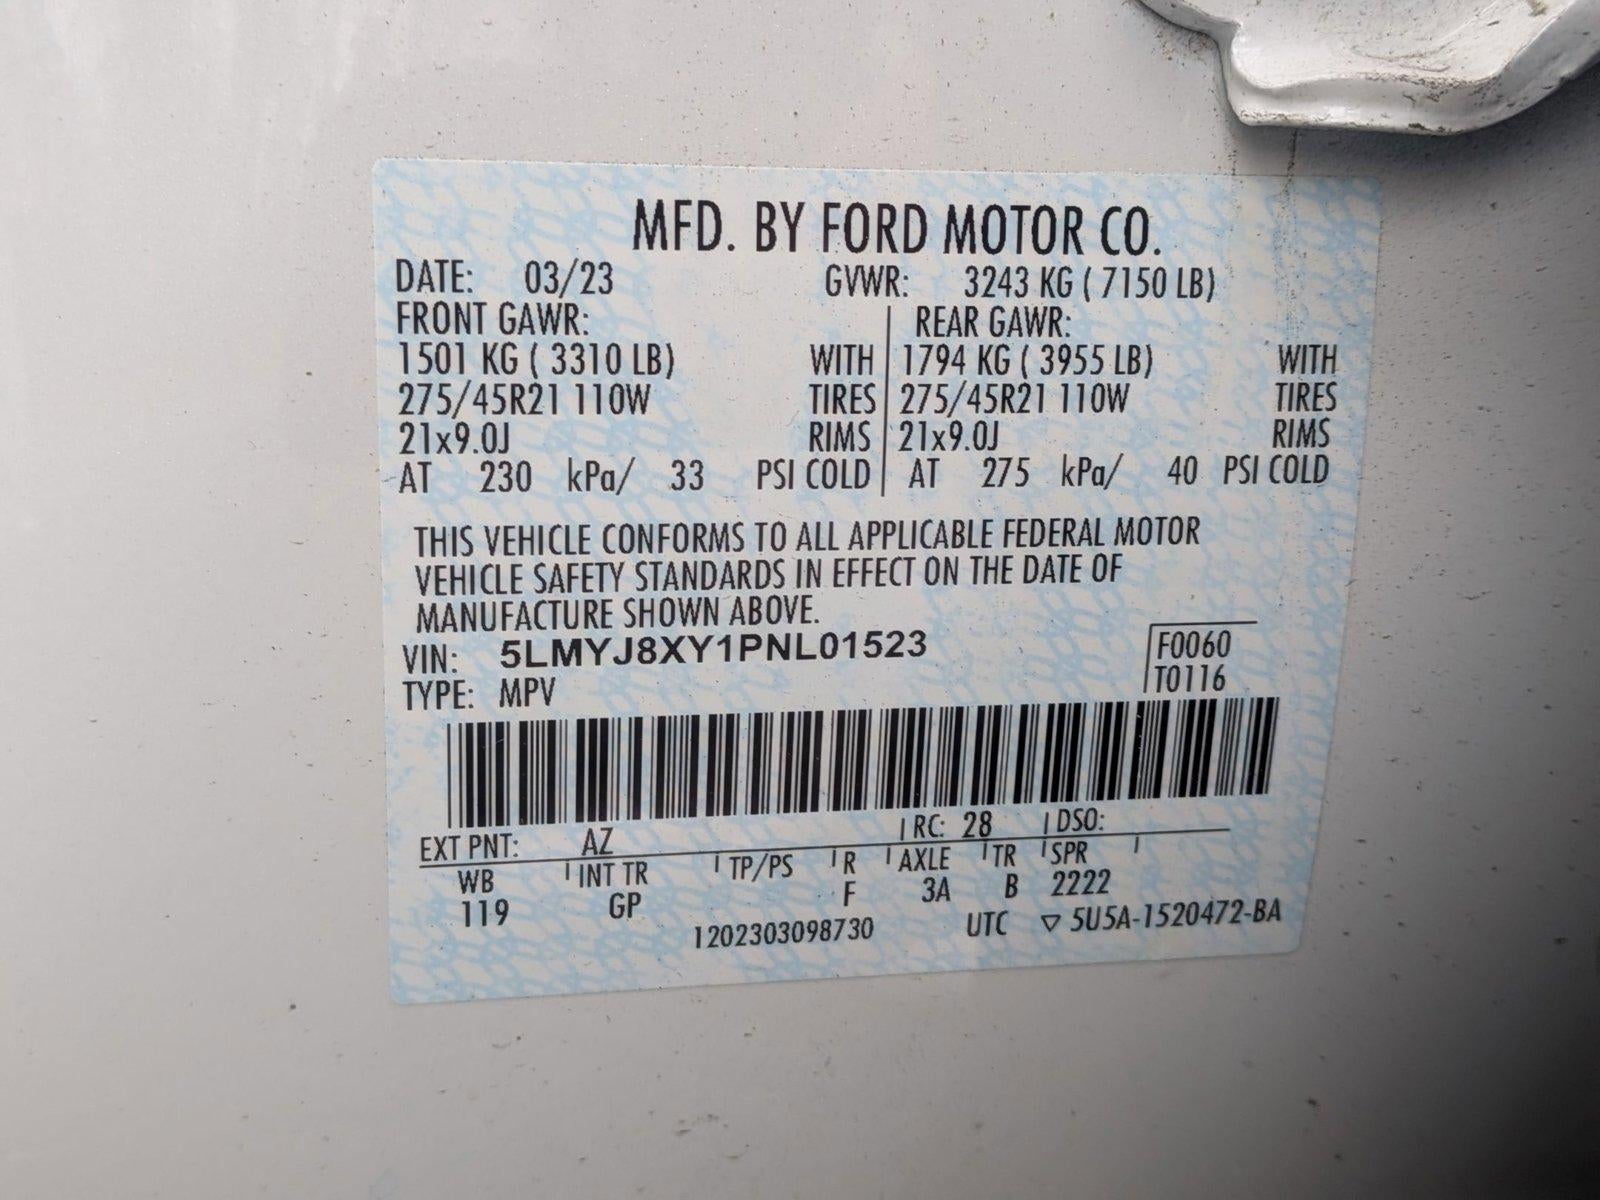 MFD. BY FORD MOTOR CO.
DATE: 03/23 GVWR: 3243 KG ( 7150 LB)
FRONT GAWR: REAR GAWR:
1501 KG ( 3310 LB) WITH 1794 KG ( 3955 LB) WITH
275/45R21 110W TIRES 275/45R21 110W TIRES
21x9.0J RIMS 21x9.0J RIMS
AT 230 kPa/ 33 PSI COLD AT 275 kPa/ 40 PSI COLD
THIS VEHICLE CONFORMS TO ALL APPLICABLE FEDERAL MOTOR
VEHICLE SAFETY STANDARDS IN EFFECT ON THE DATE OF
MANUFACTURE SHOWN ABOVE.
VIN: 5LMYJ8XY1PNL01523 F0060
TYPE: MPV T0116
EXT PNT: AZ RC: 28 DSO:
WB INT TR TP/PS R AXLE TR SPR
119 GP F 3A B 2222
1202303098730 UTC ▽ 5U5A-1520472-BA